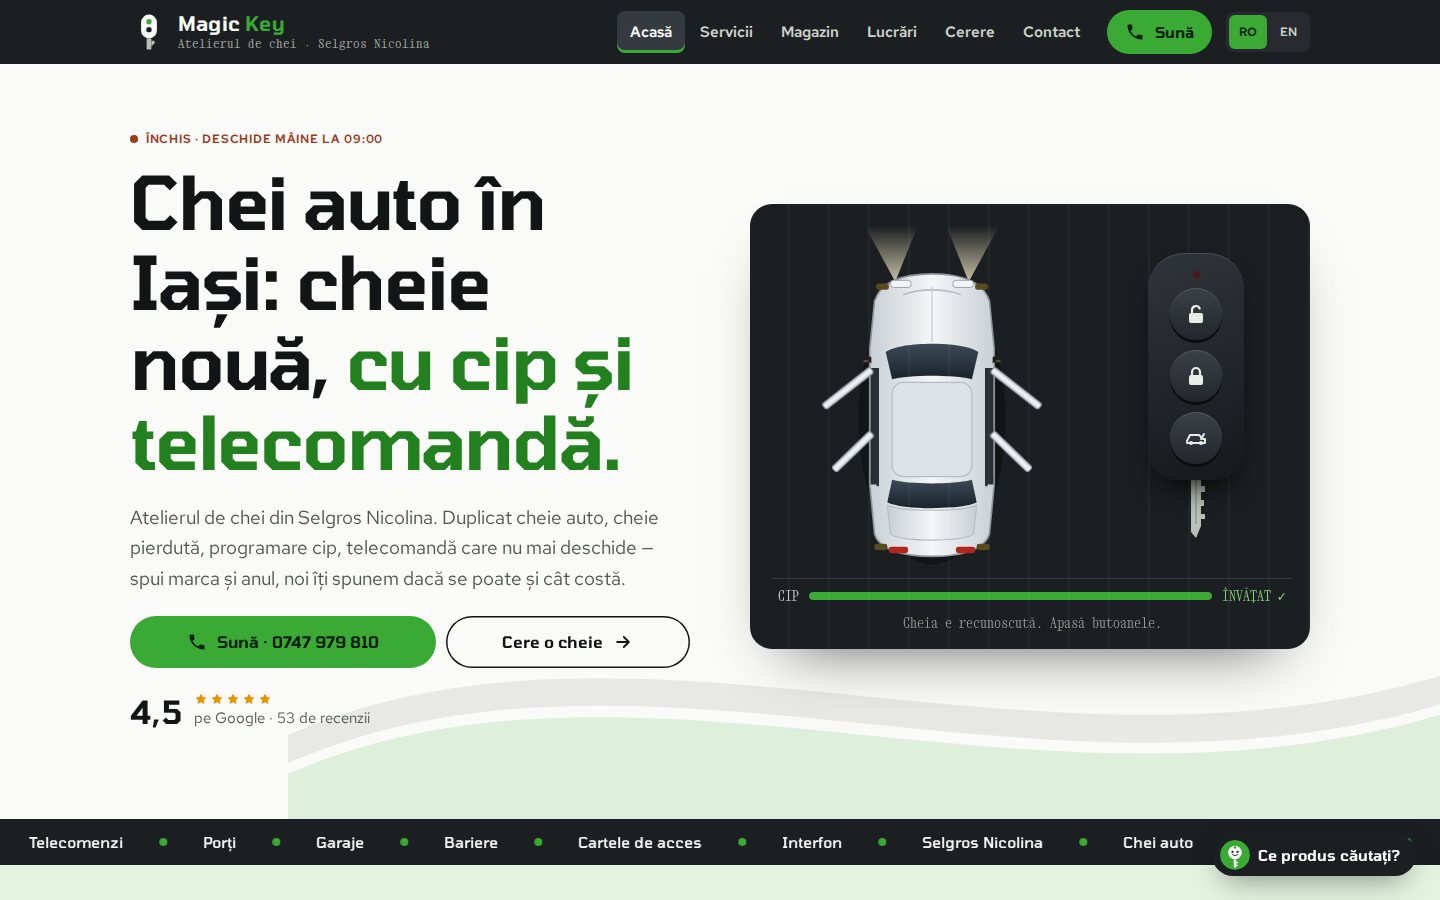 Magic Key
Atelierul de chei · Selgros Nicolina
Acasă
Servicii
Magazin
Lucrări
Cerere
Contact
Sună
RO
EN
ÎNCHIS · DESCHIDE MÂINE LA 09:00
Chei auto în
Iași: cheie
nouă, cu cip și
telecomandă.
Atelierul de chei din Selgros Nicolina. Duplicat cheie auto, cheie
pierdută, programare cip, telecomandă care nu mai deschide —
spui marca și anul, noi îți spunem dacă se poate și cât costă.
Sună · 0747 979 810
Cere o cheie →
4,5
★★★★★
pe Google · 53 de recenzii
CIP
ÎNVĂȚAT ✓
Cheia e recunoscută. Apasă butoanele.
Telecomenzi • Porți • Garaje • Bariere • Cartele de acces • Interfon • Selgros Nicolina • Chei auto
Ce produs căutați?